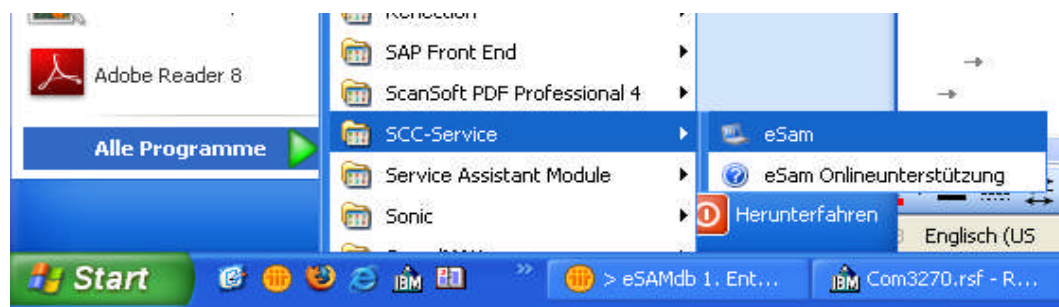 Reflection
SAP Front End
Adobe Reader 8
ScanSoft PDF Professional 4
SCC-Service
eSam
Alle Programme
Service Assistant Module
eSam Onlineunterstützung
Sonic
Herunterfahren
Englisch (US
Start
IBM
» > eSAMdb 1. Ent...
IBM Com3270.rsf - R...